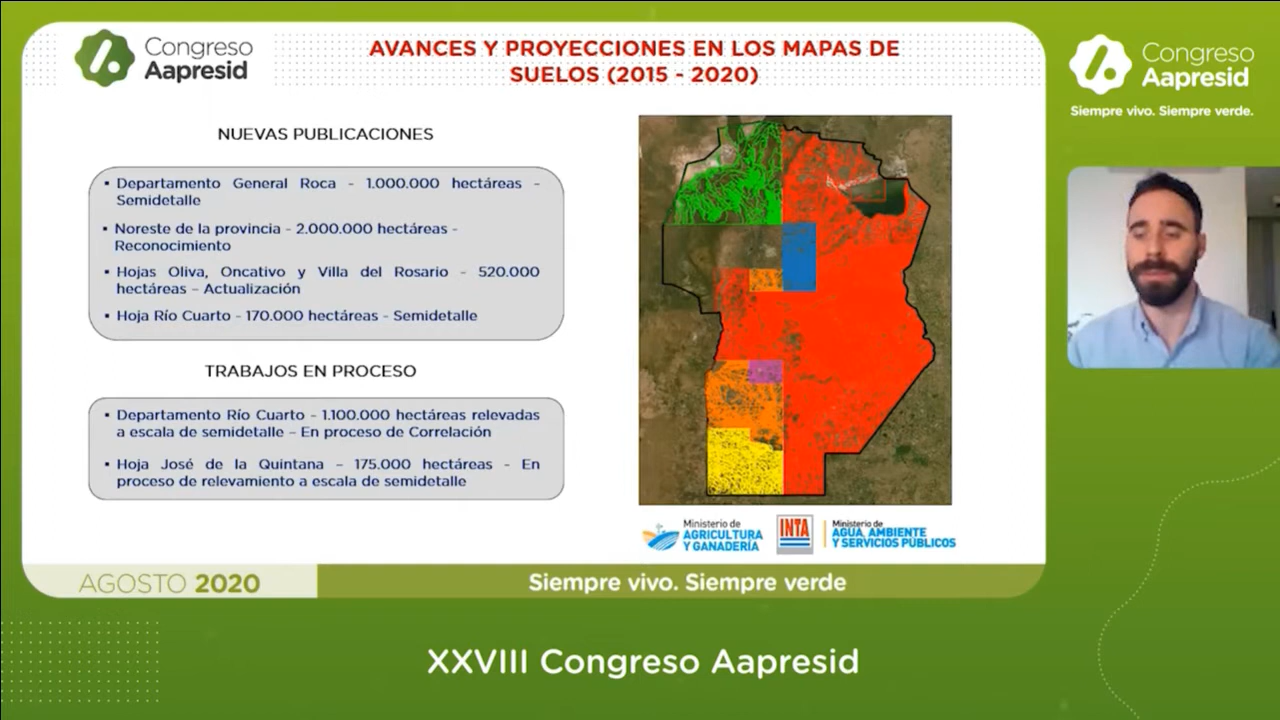 Congreso
Aapresid
AVANCES Y PROYECCIONES EN LOS MAPAS DE
SUELOS (2015 - 2020)
NUEVAS PUBLICACIONES
▪ Departamento General Roca - 1.000.000 hectáreas -
Semidetalle
▪ Noreste de la provincia - 2.000.000 hectáreas -
Reconocimiento
▪ Hojas Oliva, Oncativo y Villa del Rosario - 520.000
hectáreas – Actualización
▪ Hoja Río Cuarto - 170.000 hectáreas - Semidetalle
TRABAJOS EN PROCESO
▪ Departamento Río Cuarto - 1.100.000 hectáreas relevadas
a escala de semidetalle – En proceso de Correlación
▪ Hoja José de la Quintana – 175.000 hectáreas - En
proceso de relevamiento a escala de semidetalle
Ministerio de
AGRICULTURA
Y GANADERÍA
INTA
Ministerio de
AGUA, AMBIENTE
Y SERVICIOS PÚBLICOS
AGOSTO 2020
Siempre vivo. Siempre verde
Congreso
Aapresid
Siempre vivo. Siempre verde.
XXVIII Congreso Aapresid